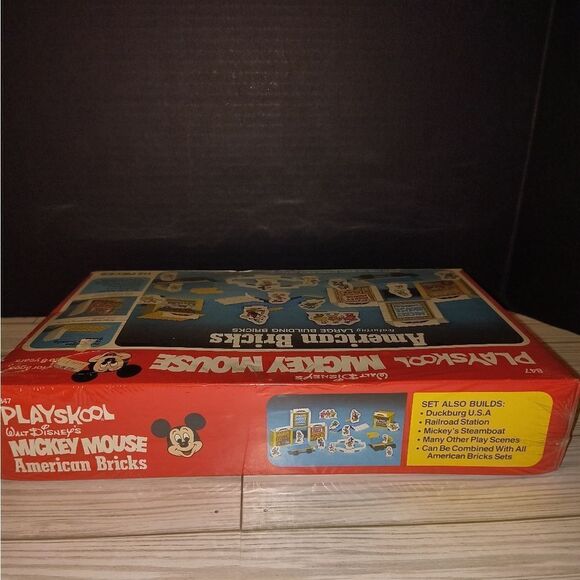 American Bricks
featuring LARGE BUILDING BRICKS
847
PLAYSKOOL
WALT DISNEY'S
MICKEY MOUSE
847
PLAYSKOOL
WALT DISNEY'S
MICKEY MOUSE
American Bricks
SET ALSO BUILDS:
• Duckburg U.S.A
• Railroad Station
• Mickey's Steamboat
• Many Other Play Scenes
• Can Be Combined With All
American Bricks Sets